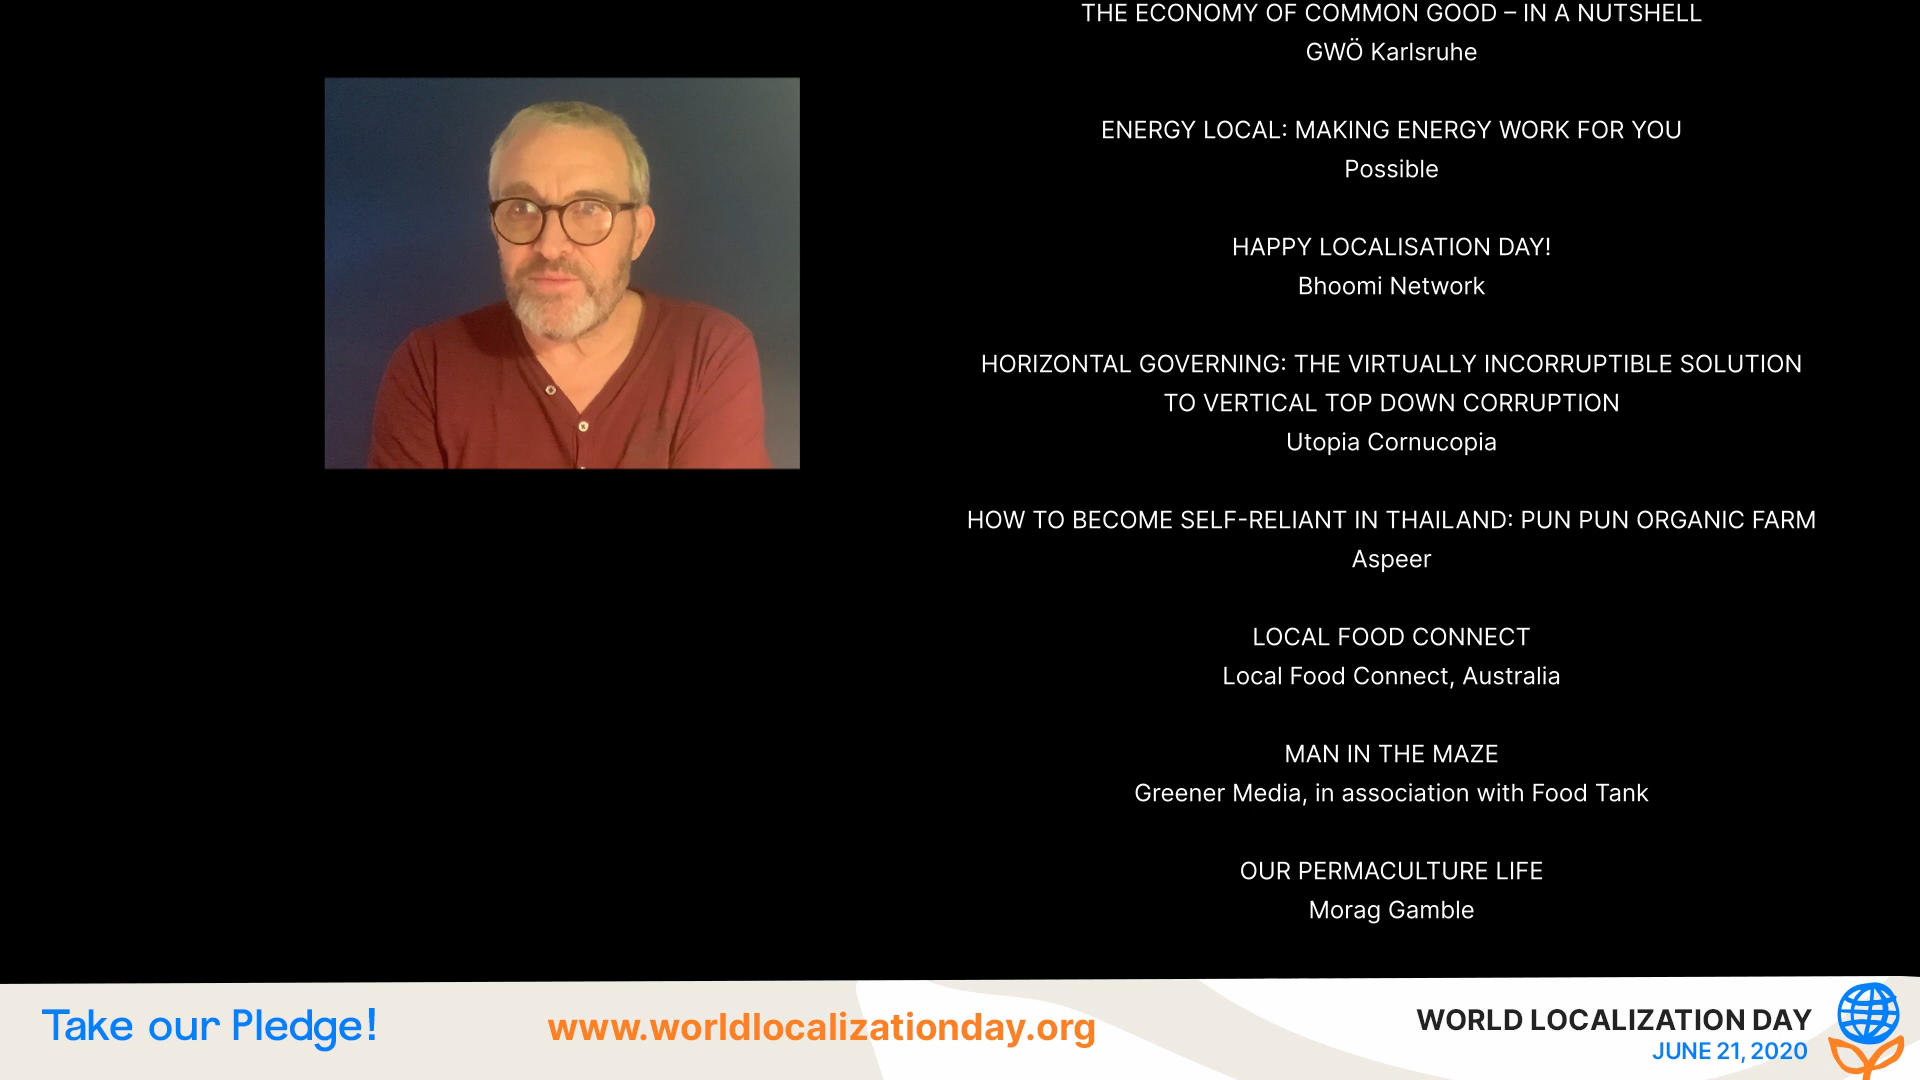 THE ECONOMY OF COMMON GOOD – IN A NUTSHELL
GWÖ Karlsruhe
ENERGY LOCAL: MAKING ENERGY WORK FOR YOU
Possible
HAPPY LOCALISATION DAY!
Bhoomi Network
HORIZONTAL GOVERNING: THE VIRTUALLY INCORRUPTIBLE SOLUTION
TO VERTICAL TOP DOWN CORRUPTION
Utopia Cornucopia
HOW TO BECOME SELF-RELIANT IN THAILAND: PUN PUN ORGANIC FARM
Aspeer
LOCAL FOOD CONNECT
Local Food Connect, Australia
MAN IN THE MAZE
Greener Media, in association with Food Tank
OUR PERMACULTURE LIFE
Morag Gamble
Take our Pledge!
www.worldlocalizationday.org
WORLD LOCALIZATION DAY
JUNE 21, 2020